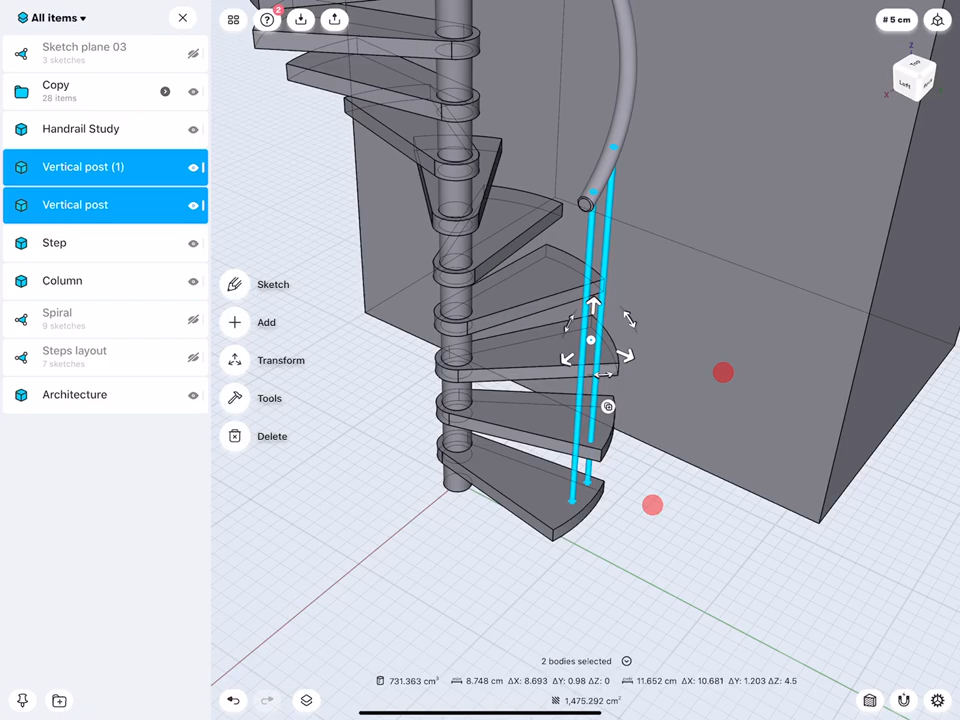 All items ▾
2
# 5 cm
Z
Top
Left
X
Sketch plane 03
3 sketches
Copy
28 items
Handrail Study
Vertical post (1)
Vertical post
Step
Column
Spiral
9 sketches
Steps layout
7 sketches
Architecture
Sketch
Add
Transform
Tools
Delete
2 bodies selected
731.363 cm³ 8.748 cm ΔX: 8.693 ΔY: 0.98 ΔZ: 0 11.652 cm ΔX: 10.681 ΔY: 1.203 ΔZ: 4.5
1,475.292 cm²